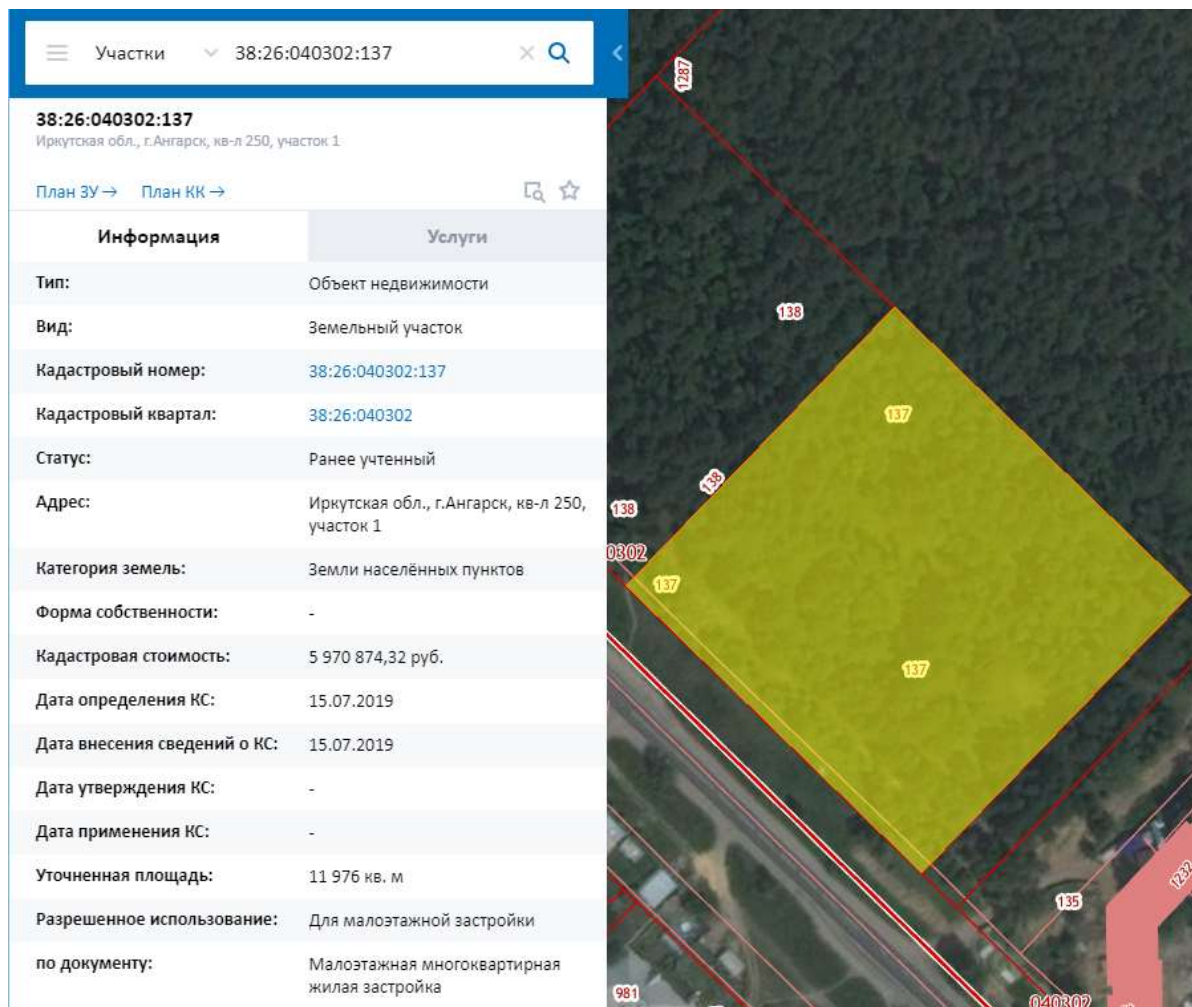 Участки 38:26:040302:137
38:26:040302:137
Иркутская обл., г.Ангарск, кв-л 250, участок 1
План ЗУ → План КК →
Информация Услуги
Тип: Объект недвижимости
Вид: Земельный участок
Кадастровый номер: 38:26:040302:137
Кадастровый квартал: 38:26:040302
Статус: Ранее учтенный
Адрес: Иркутская обл., г.Ангарск, кв-л 250,
участок 1
Категория земель: Земли населённых пунктов
Форма собственности: -
Кадастровая стоимость: 5 970 874,32 руб.
Дата определения КС: 15.07.2019
Дата внесения сведений о КС: 15.07.2019
Дата утверждения КС: -
Дата применения КС: -
Уточненная площадь: 11 976 кв. м
Разрешенное использование: Для малоэтажной застройки
по документу: Малоэтажная многоквартирная
жилая застройка
1287
138
137
138
138
0302
137
137
135
1232
981
040302